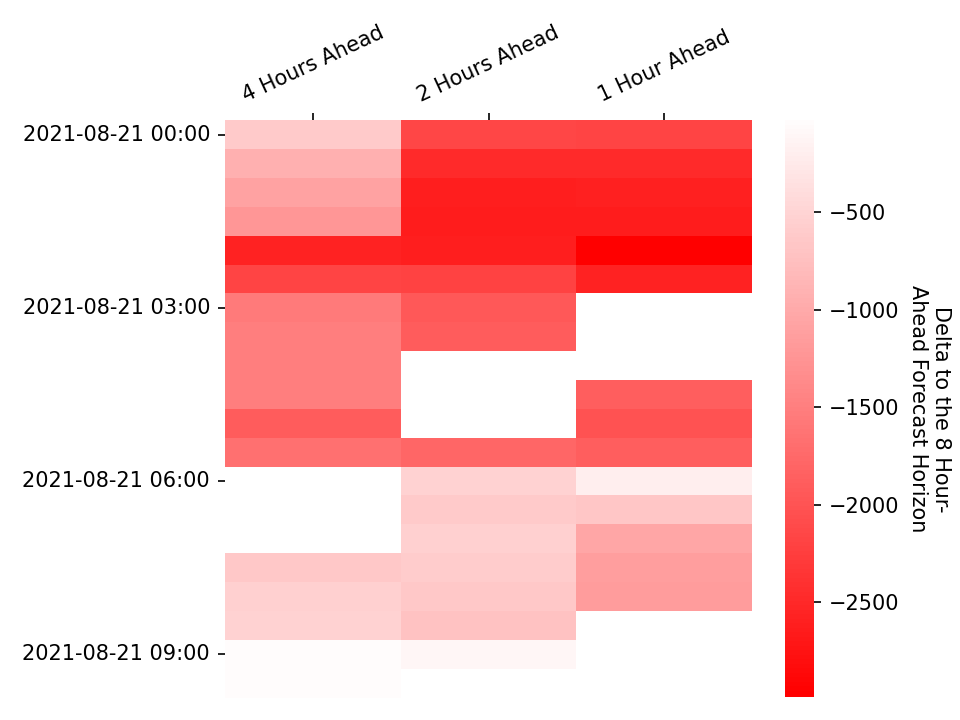 4 Hours Ahead
2 Hours Ahead
1 Hour Ahead
2021-08-21 00:00
2021-08-21 03:00
2021-08-21 06:00
2021-08-21 09:00
−500
−1000
−1500
−2000
−2500
Delta to the 8 Hour-
Ahead Forecast Horizon